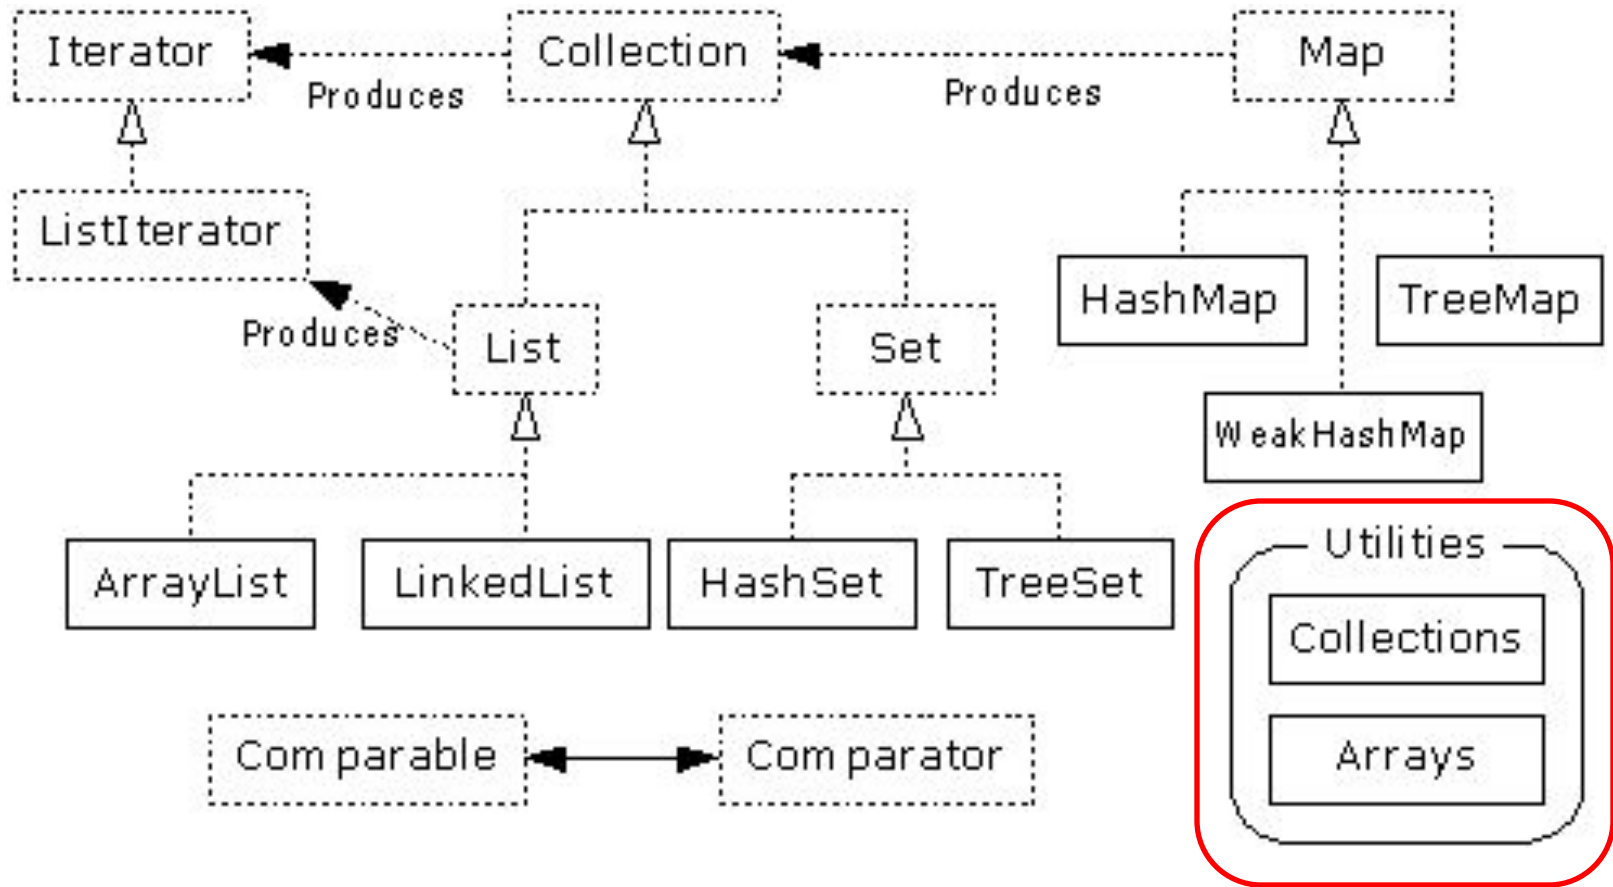 Iterator
Produces
Collection
Produces
Map
ListIterator
Produces
List
Set
HashMap
TreeMap
WeakHashMap
ArrayList
LinkedList
HashSet
TreeSet
Utilities
Collections
Arrays
Comparable
Comparator